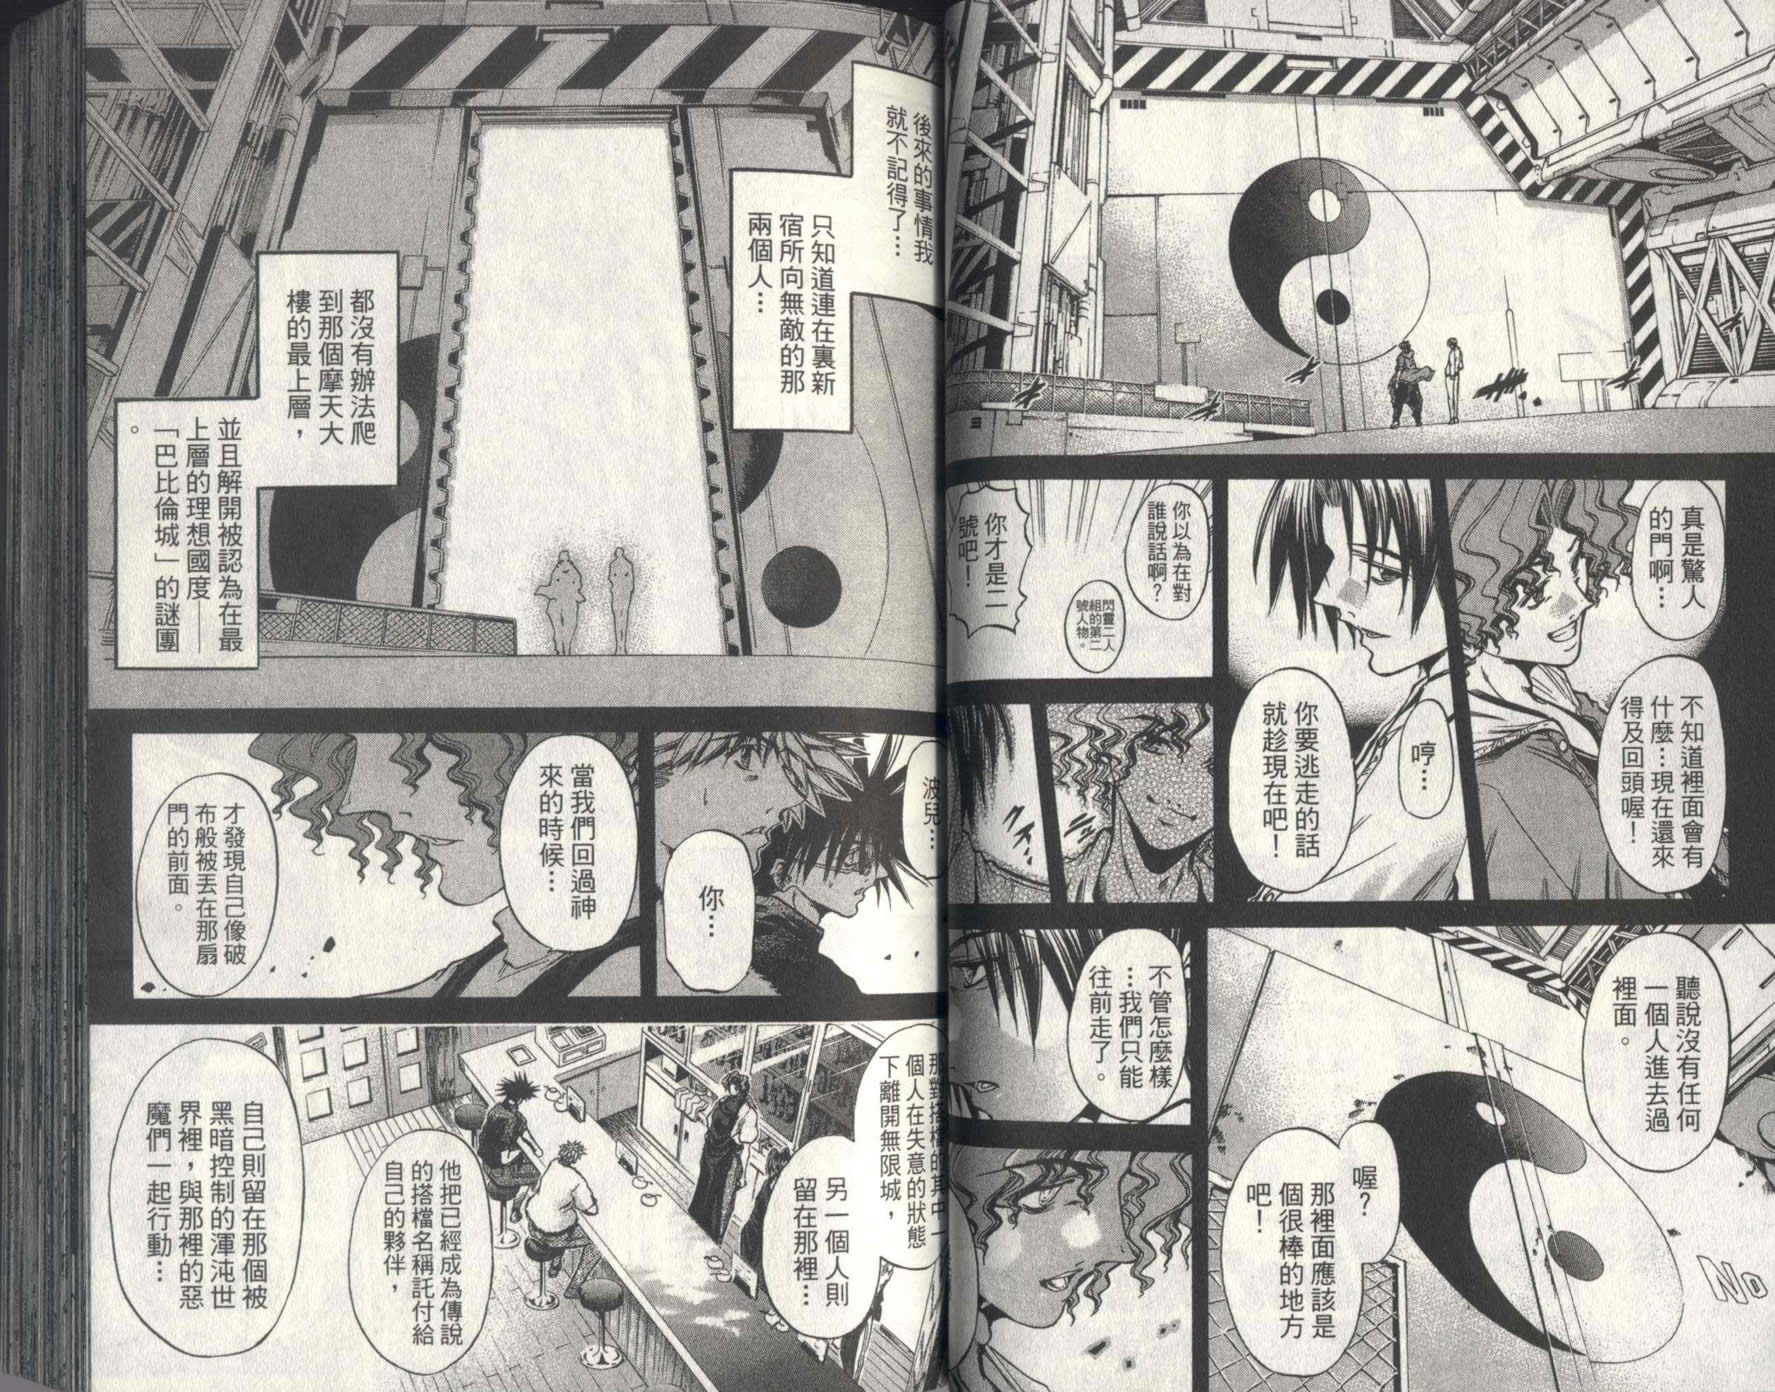 真是驚人
的門啊…
不知道裡面會有
什麼…現在還來
得及回頭喔！
哼…
你要逃走的話
就趁現在吧！
你以為在對
誰說話啊？
閃靈二人
組的第二
號人物。
你才是二
號吧！
聽說沒有任何
一個人進去過
裡面。
喔？
那裡面應該是
個很棒的地方
吧！
NO
不管怎麼樣
…我們只能
往前走了。
後來的事情我
就不記得了…
只知道連在裏新
宿所向無敵的那
兩個人…
都沒有辦法爬
到那個摩天大
樓的最上層，
並且解開被認為在最
上層的理想國度——
「巴比倫城」的謎團
。
波兒…
你…
當我們回過神
來的時候…
才發現自己像破
布般被丟在那扇
門的前面。
那對搭檔的其中一
個人在失意的狀態
下離開無限城，
另一個人則
留在那裡…
他把已經成為傳說
的搭檔名稱託付給
自己的夥伴，
自己則留在那個被
黑暗控制的渾沌世
界裡，與那裡的惡
魔們一起行動…